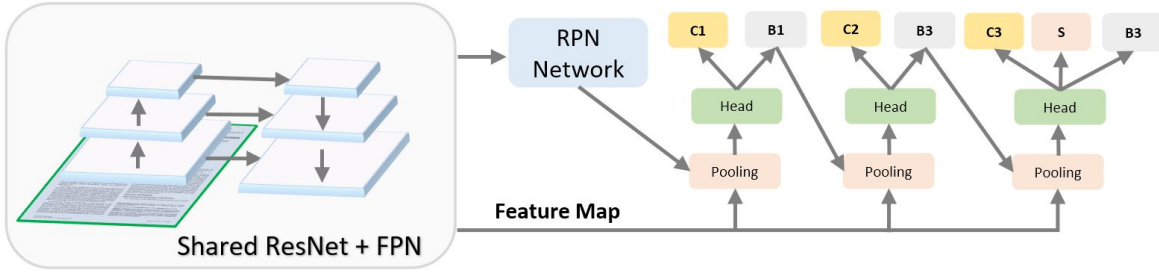 RPN
Network
C1
B1
C2
B3
C3
S
B3
Head
Head
Head
Pooling
Pooling
Pooling
Feature Map
Shared ResNet + FPN